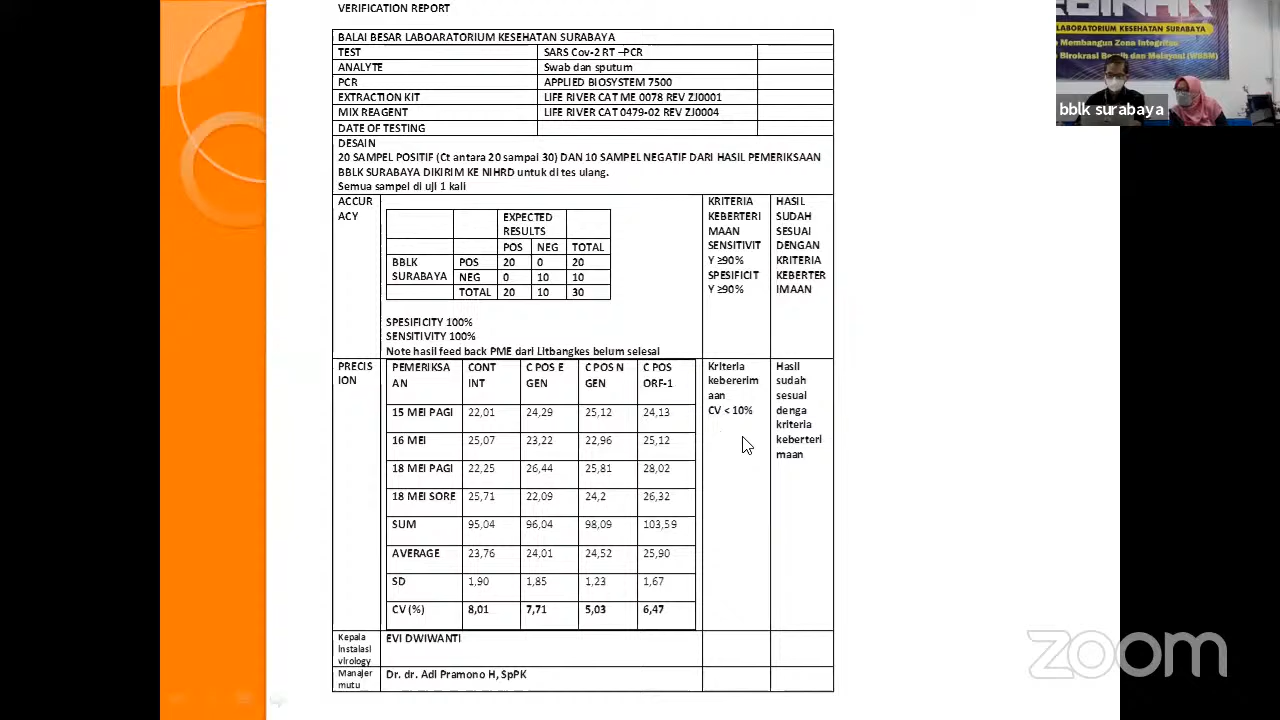 VERIFICATION REPORT
BALAI BESAR LABOARATORIUM KESEHATAN SURABAYA
TEST SARS Cov-2 RT –PCR
ANALYTE Swab dan sputum
PCR APPLIED BIOSYSTEM 7500
EXTRACTION KIT LIFE RIVER CAT ME 0078 REV ZJ0001
MIX REAGENT LIFE RIVER CAT 0479-02 REV ZJ0004
DATE OF TESTING
DESAIN
20 SAMPEL POSITIF (Ct antara 20 sampai 30) DAN 10 SAMPEL NEGATIF DARI HASIL PEMERIKSAAN
BBLK SURABAYA DIKIRIM KE NIHRD untuk di tes ulang.
Semua sampel di uji 1 kali
ACCUR
ACY
EXPECTED
RESULTS
POS NEG TOTAL
BBLK POS 20 0 20
SURABAYA NEG 0 10 10
TOTAL 20 10 30
SPESIFICITY 100%
SENSITIVITY 100%
Note hasil feed back PME dari Litbangkes belum selesai
KRITERIA
KEBERTERI
MAAN
SENSITIVIT
Y ≥90%
SPESIFICIT
Y ≥90%
HASIL
SUDAH
SESUAI
DENGAN
KRITERIA
KEBERTER
IMAAN
PRECIS
ION
PEMERIKSA CONT C POS E C POS N C POS
AN INT GEN GEN ORF-1
15 MEI PAGI 22,01 24,29 25,12 24,13
16 MEI 25,07 23,22 22,96 25,12
18 MEI PAGI 22,25 26,44 25,81 28,02
18 MEI SORE 25,71 22,09 24,2 26,32
SUM 95,04 96,04 98,09 103,59
AVERAGE 23,76 24,01 24,52 25,90
SD 1,90 1,85 1,23 1,67
CV (%) 8,01 7,71 5,03 6,47
Kriteria
kebererim
aan
CV < 10%
Hasil
sudah
sesuai
denga
kriteria
keberteri
maan
Kepala
Instalasi
virology
EVI DWIWANTI
Manajer
mutu
Dr. dr. Adi Pramono H, SpPK
LABORATORIUM KESEHATAN SURABAYA
Membangun Zona Integritas
Birokrasi Bersih dan Melayani (WBBM)
bblk surabaya
zoom